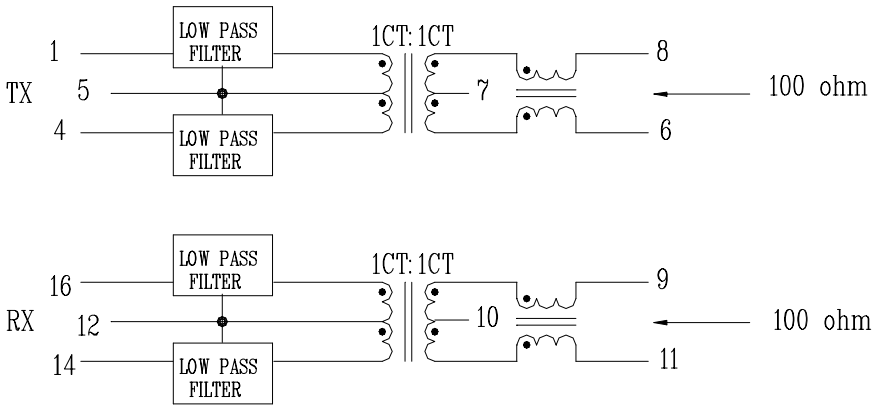 LOW PASS
FILTER
1CT: 1CT
1
8
TX
5
7
100 ohm
4
6
LOW PASS
FILTER
LOW PASS
FILTER
1CT: 1CT
16
9
RX
12
10
100 ohm
14
11
LOW PASS
FILTER